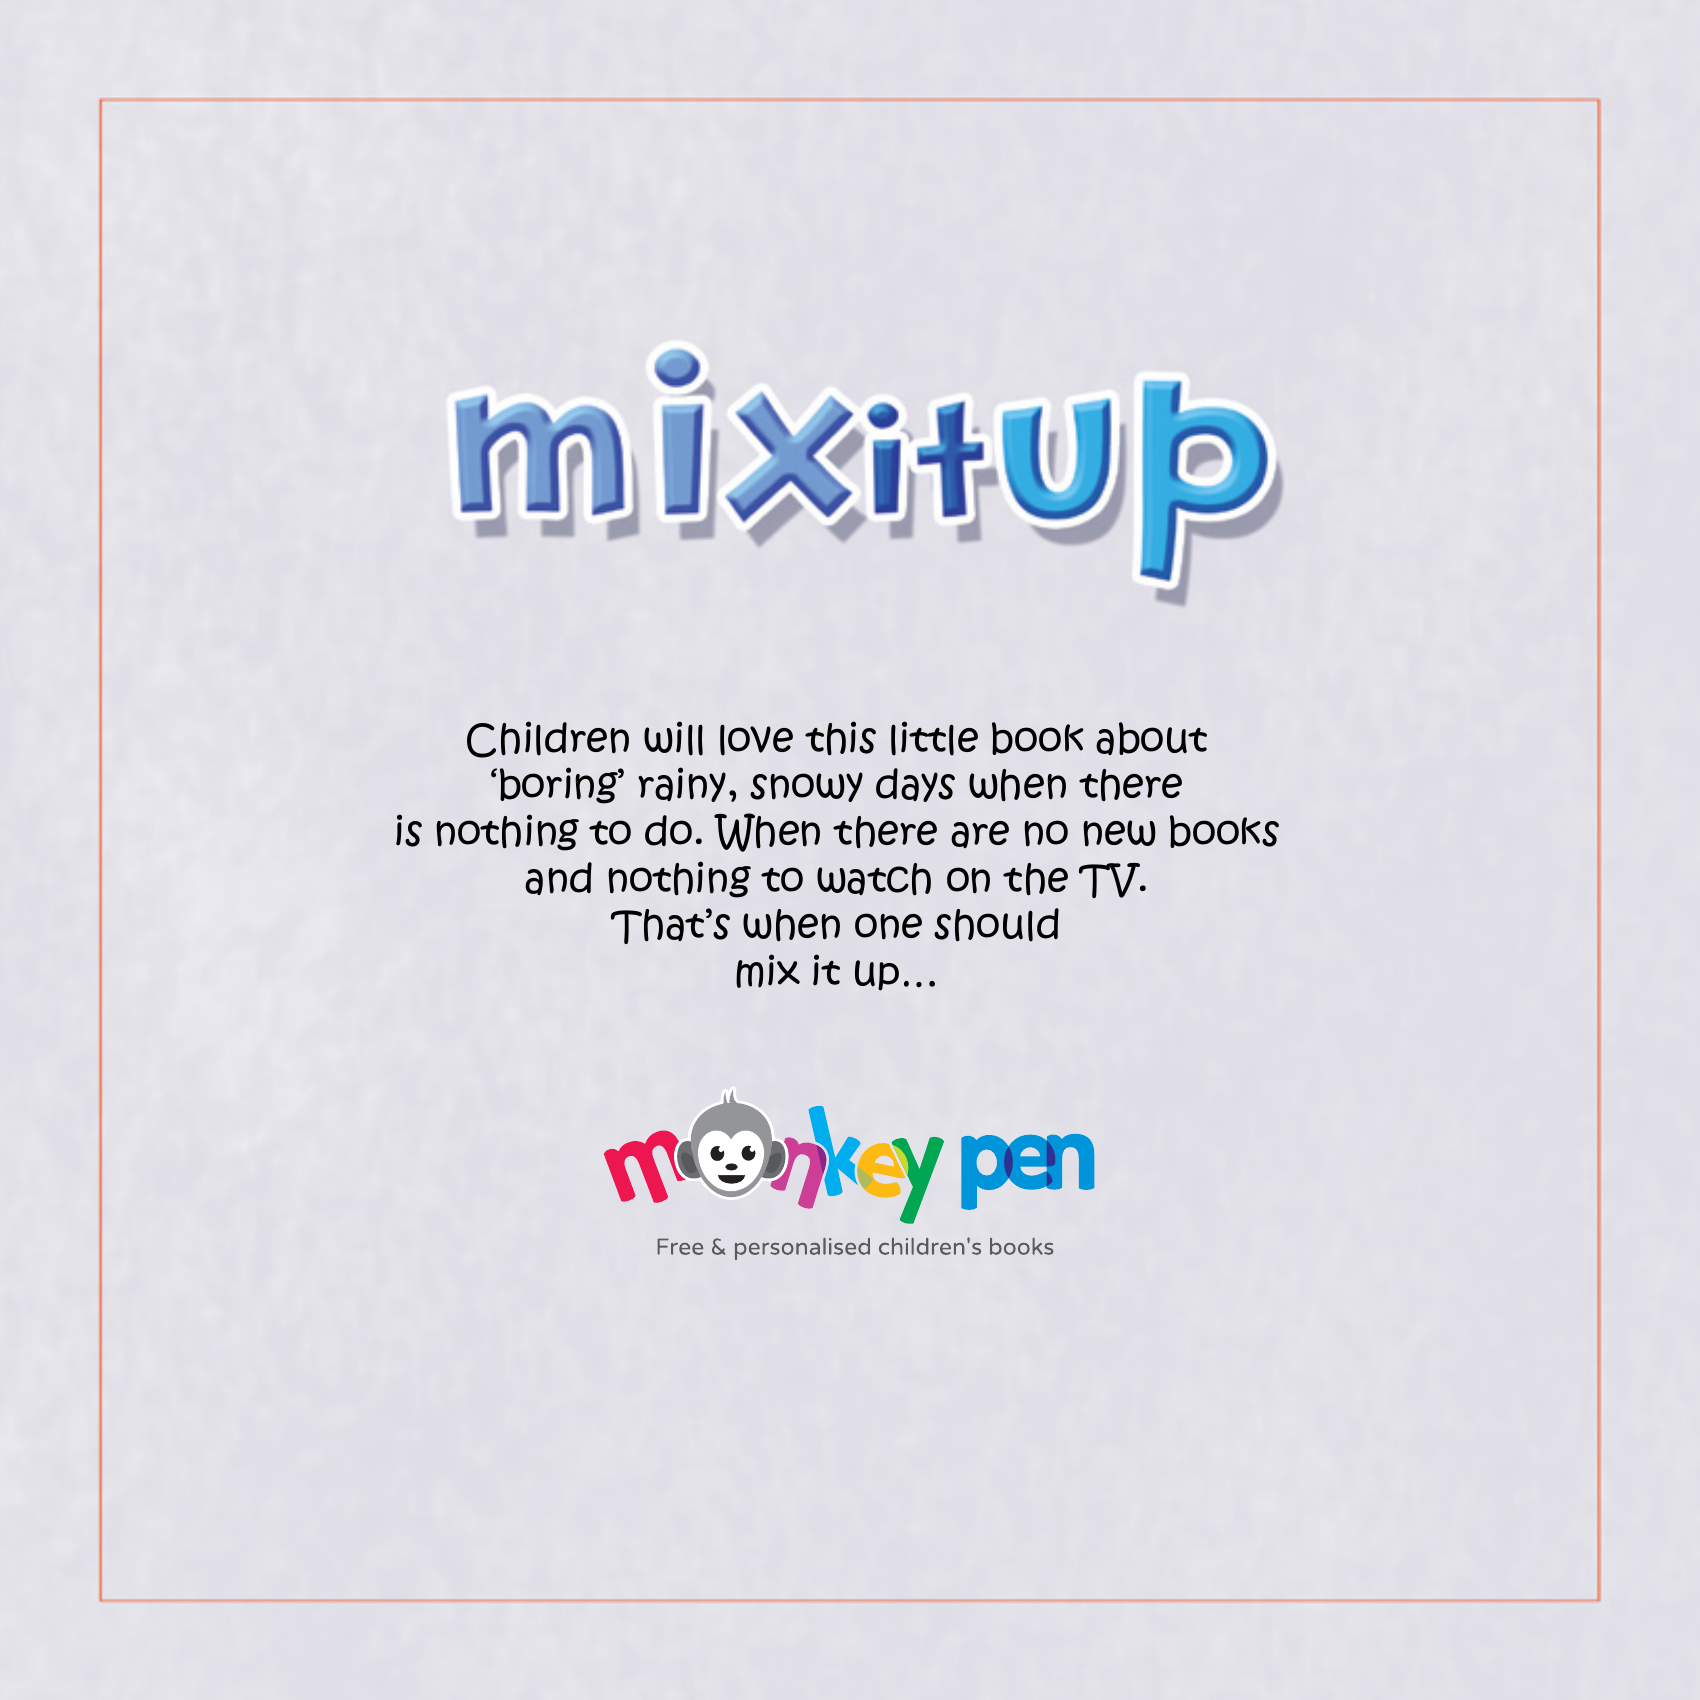 mixitup
Children will love this little book about
‘boring’ rainy, snowy days when there
is nothing to do. When there are no new books
and nothing to watch on the TV.
That’s when one should
mix it up...
monkey pen
Free & personalised children's books